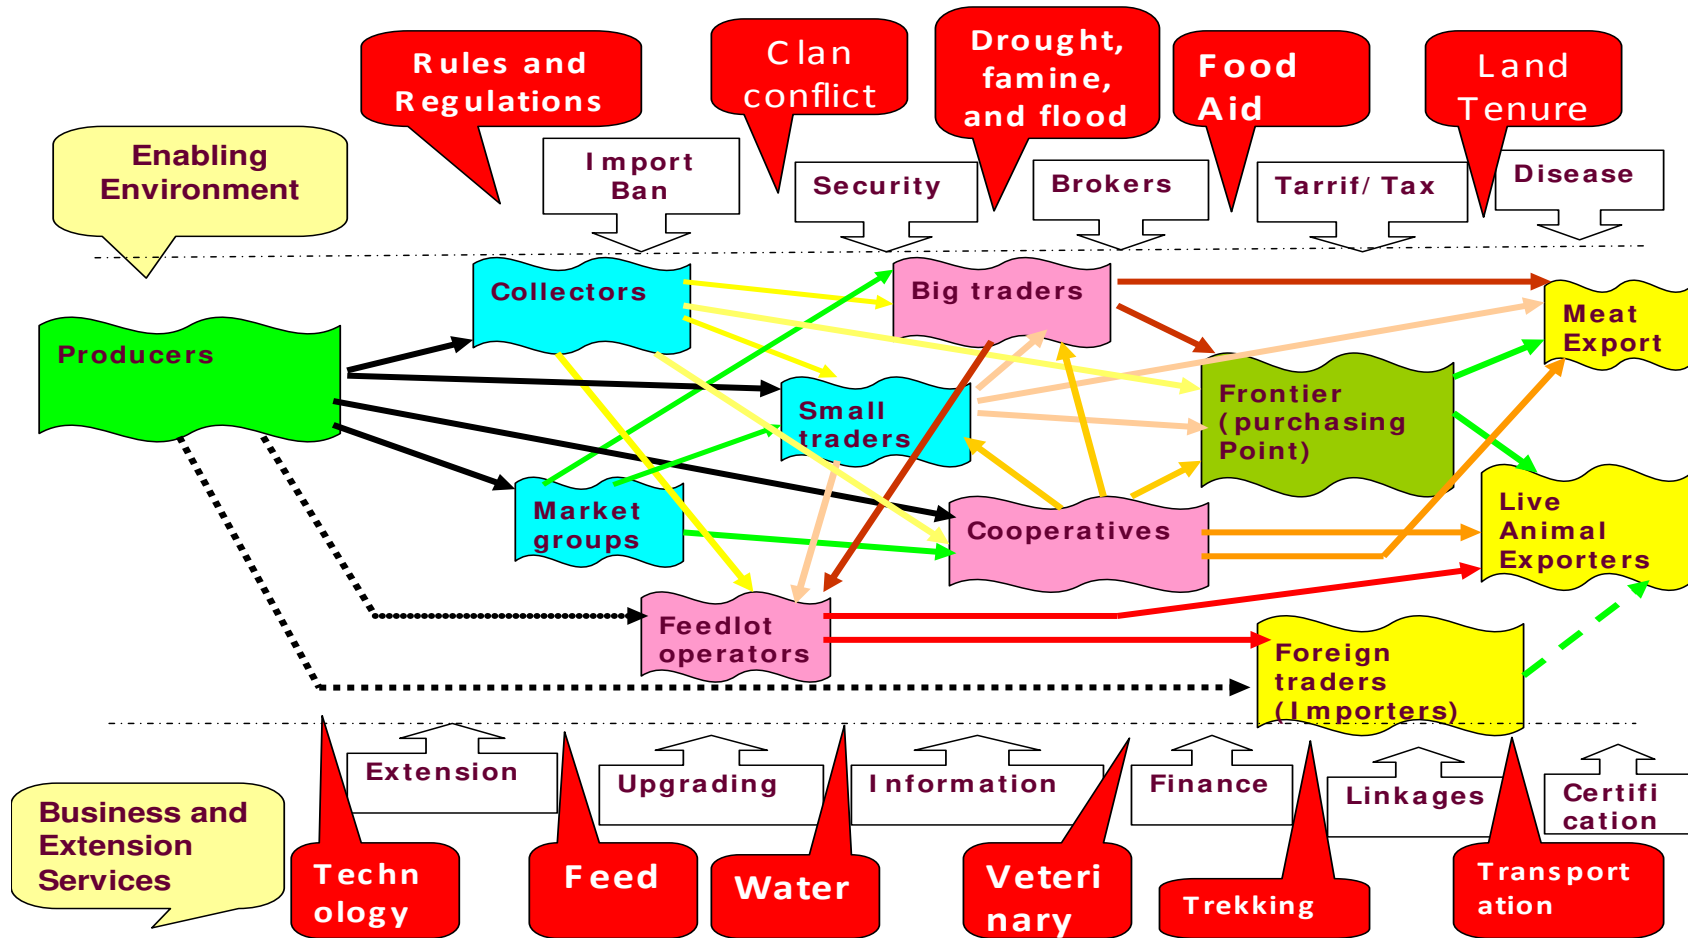 Rules and
Regulations
Clan
conflict
Drought,
famine,
and flood
Food
Aid
Land
Tenure
Enabling
Environment
Import
Ban
Security
Brokers
Tarrif/ Tax
Disease
Collectors
Big traders
Meat
Export
Producers
Small
traders
Frontier
(purchasing
Point)
Market
groups
Cooperatives
Live
Animal
Exporters
Feedlot
operators
Foreign
traders
(Importers)
Extension
Upgrading
Information
Finance
Linkages
Certifi
cation
Business and
Extension
Services
Techn
ology
Feed
Water
Veteri
nary
Trekking
Transport
ation